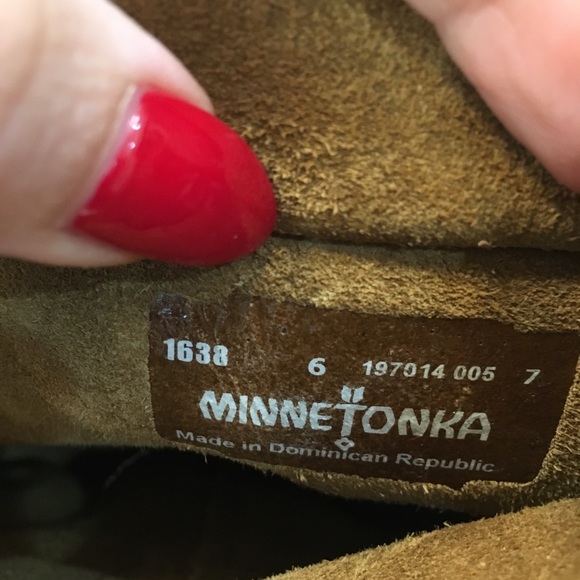 1638 6 197014 005 7
MINNETONKA
Made in Dominican Republic